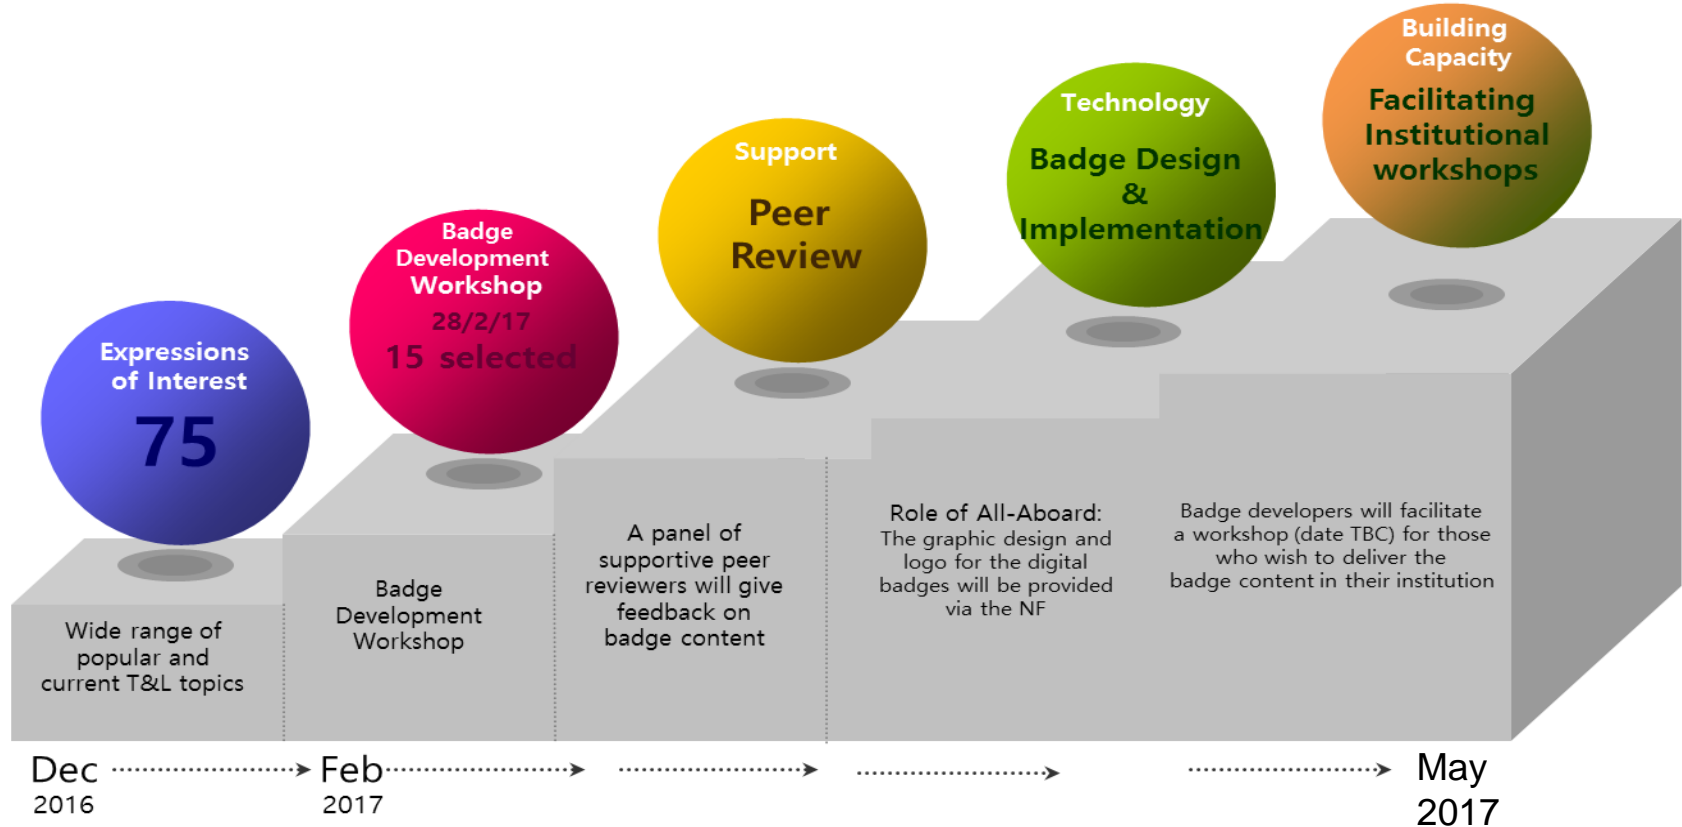 Expressions
of Interest
75
Wide range of
popular and
current T&L topics
Badge
Development
Workshop
28/2/17
15 selected
Badge
Development
Workshop
Support
Peer
Review
A panel of
supportive peer
reviewers will give
feedback on
badge content
Technology
Badge Design
&
Implementation
Role of All-Aboard:
The graphic design and
logo for the digital
badges will be provided
via the NF
Building
Capacity
Facilitating
Institutional
workshops
Badge developers will facilitate
a workshop (date TBC) for those
who wish to deliver the
badge content in their institution
Dec
2016
Feb
2017
May
2017